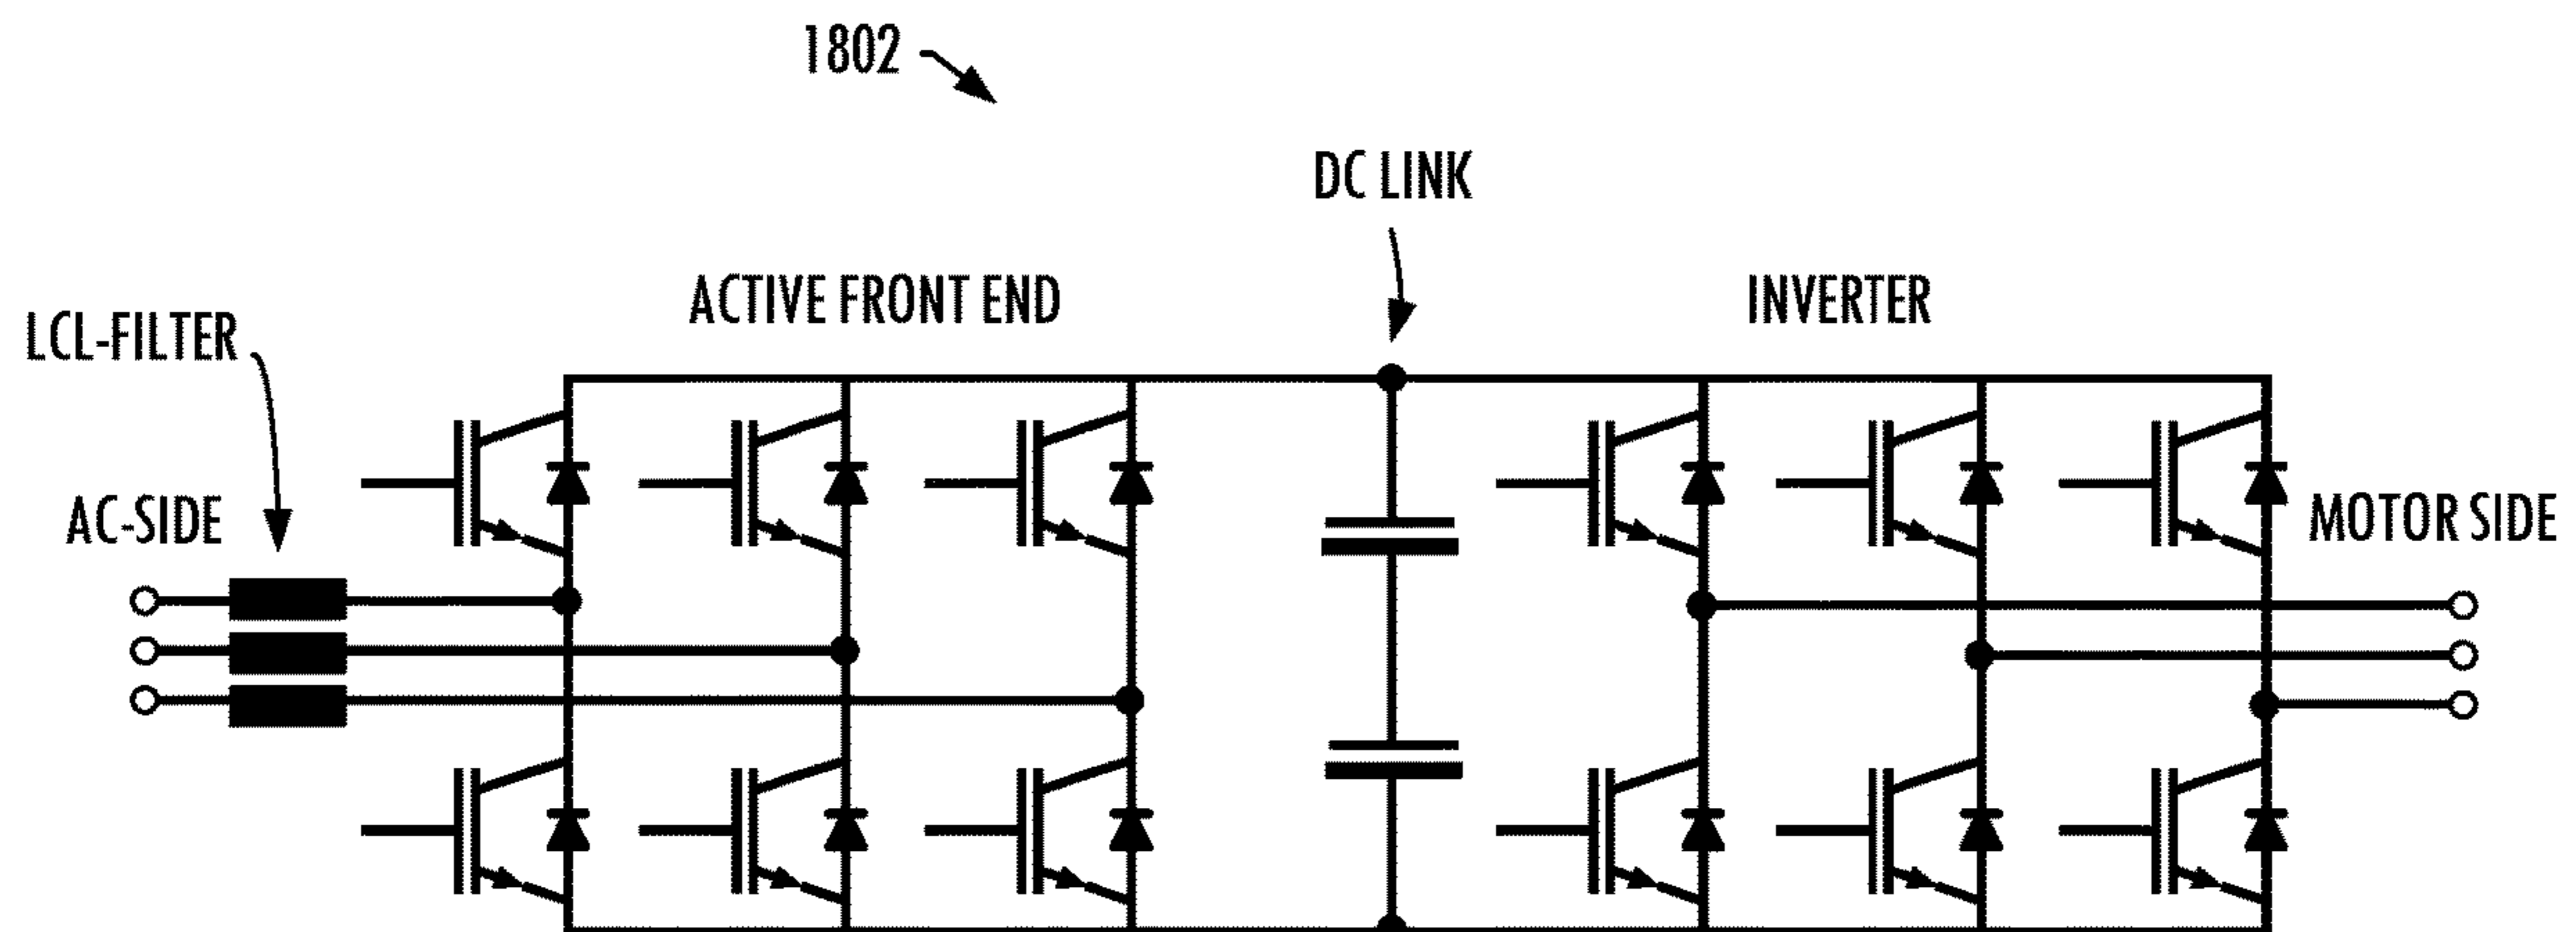 1802
DC LINK
ACTIVE FRONT END
INVERTER
LCL-FILTER
AC-SIDE
MOTOR SIDE